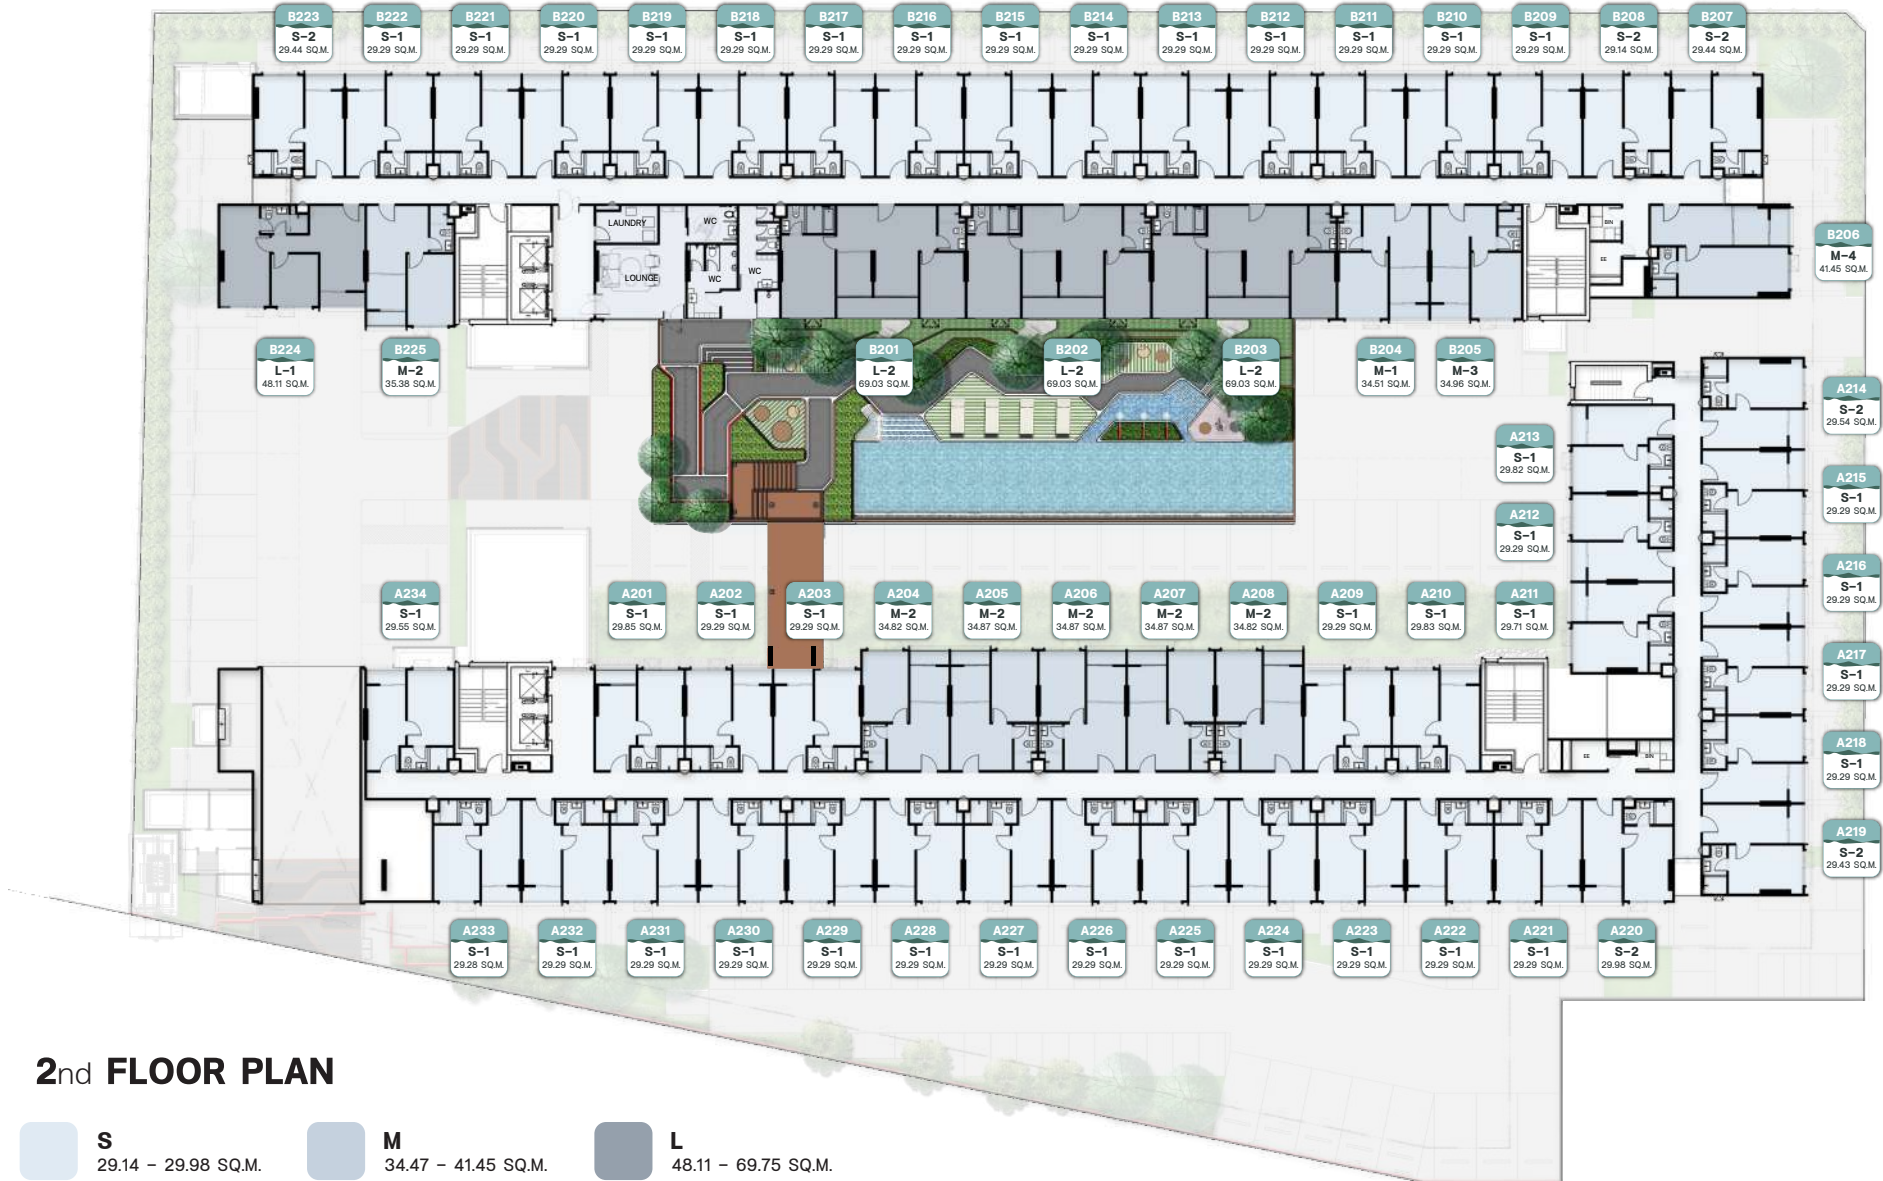 B223
S-2
29.44 SQ.M.
B222
S-1
29.29 SQ.M.
B221
S-1
29.29 SQ.M.
B220
S-1
29.29 SQ.M.
B219
S-1
29.29 SQ.M.
B218
S-1
29.29 SQ.M.
B217
S-1
29.29 SQ.M.
B216
S-1
29.29 SQ.M.
B215
S-1
29.29 SQ.M.
B214
S-1
29.29 SQ.M.
B213
S-1
29.29 SQ.M.
B212
S-1
29.29 SQ.M.
B211
S-1
29.29 SQ.M.
B210
S-1
29.29 SQ.M.
B209
S-1
29.29 SQ.M.
B208
S-2
29.14 SQ.M.
B207
S-2
29.44 SQ.M.
LAUNDRY
LOUNGE
WC
WC
WC
BIN
EE
B206
M-4
41.45 SQ.M.
B224
L-1
48.11 SQ.M.
B225
M-2
35.38 SQ.M.
B201
L-2
69.03 SQ.M.
B202
L-2
69.03 SQ.M.
B203
L-2
69.03 SQ.M.
B204
M-1
34.51 SQ.M.
B205
M-3
34.96 SQ.M.
A214
S-2
29.54 SQ.M.
A213
S-1
29.82 SQ.M.
A215
S-1
29.29 SQ.M.
A212
S-1
29.29 SQ.M.
A216
S-1
29.29 SQ.M.
A234
S-1
29.55 SQ.M.
A201
S-1
29.85 SQ.M.
A202
S-1
29.29 SQ.M.
A203
S-1
29.29 SQ.M.
A204
M-2
34.82 SQ.M.
A205
M-2
34.87 SQ.M.
A206
M-2
34.87 SQ.M.
A207
M-2
34.87 SQ.M.
A208
M-2
34.82 SQ.M.
A209
S-1
29.29 SQ.M.
A210
S-1
29.83 SQ.M.
A211
S-1
29.71 SQ.M.
A217
S-1
29.29 SQ.M.
A218
S-1
29.29 SQ.M.
EE
BIN
A219
S-2
29.43 SQ.M.
A233
S-1
29.28 SQ.M.
A232
S-1
29.29 SQ.M.
A231
S-1
29.29 SQ.M.
A230
S-1
29.29 SQ.M.
A229
S-1
29.29 SQ.M.
A228
S-1
29.29 SQ.M.
A227
S-1
29.29 SQ.M.
A226
S-1
29.29 SQ.M.
A225
S-1
29.29 SQ.M.
A224
S-1
29.29 SQ.M.
A223
S-1
29.29 SQ.M.
A222
S-1
29.29 SQ.M.
A221
S-1
29.29 SQ.M.
A220
S-2
29.98 SQ.M.
2nd FLOOR PLAN
S
29.14 – 29.98 SQ.M.
M
34.47 – 41.45 SQ.M.
L
48.11 – 69.75 SQ.M.